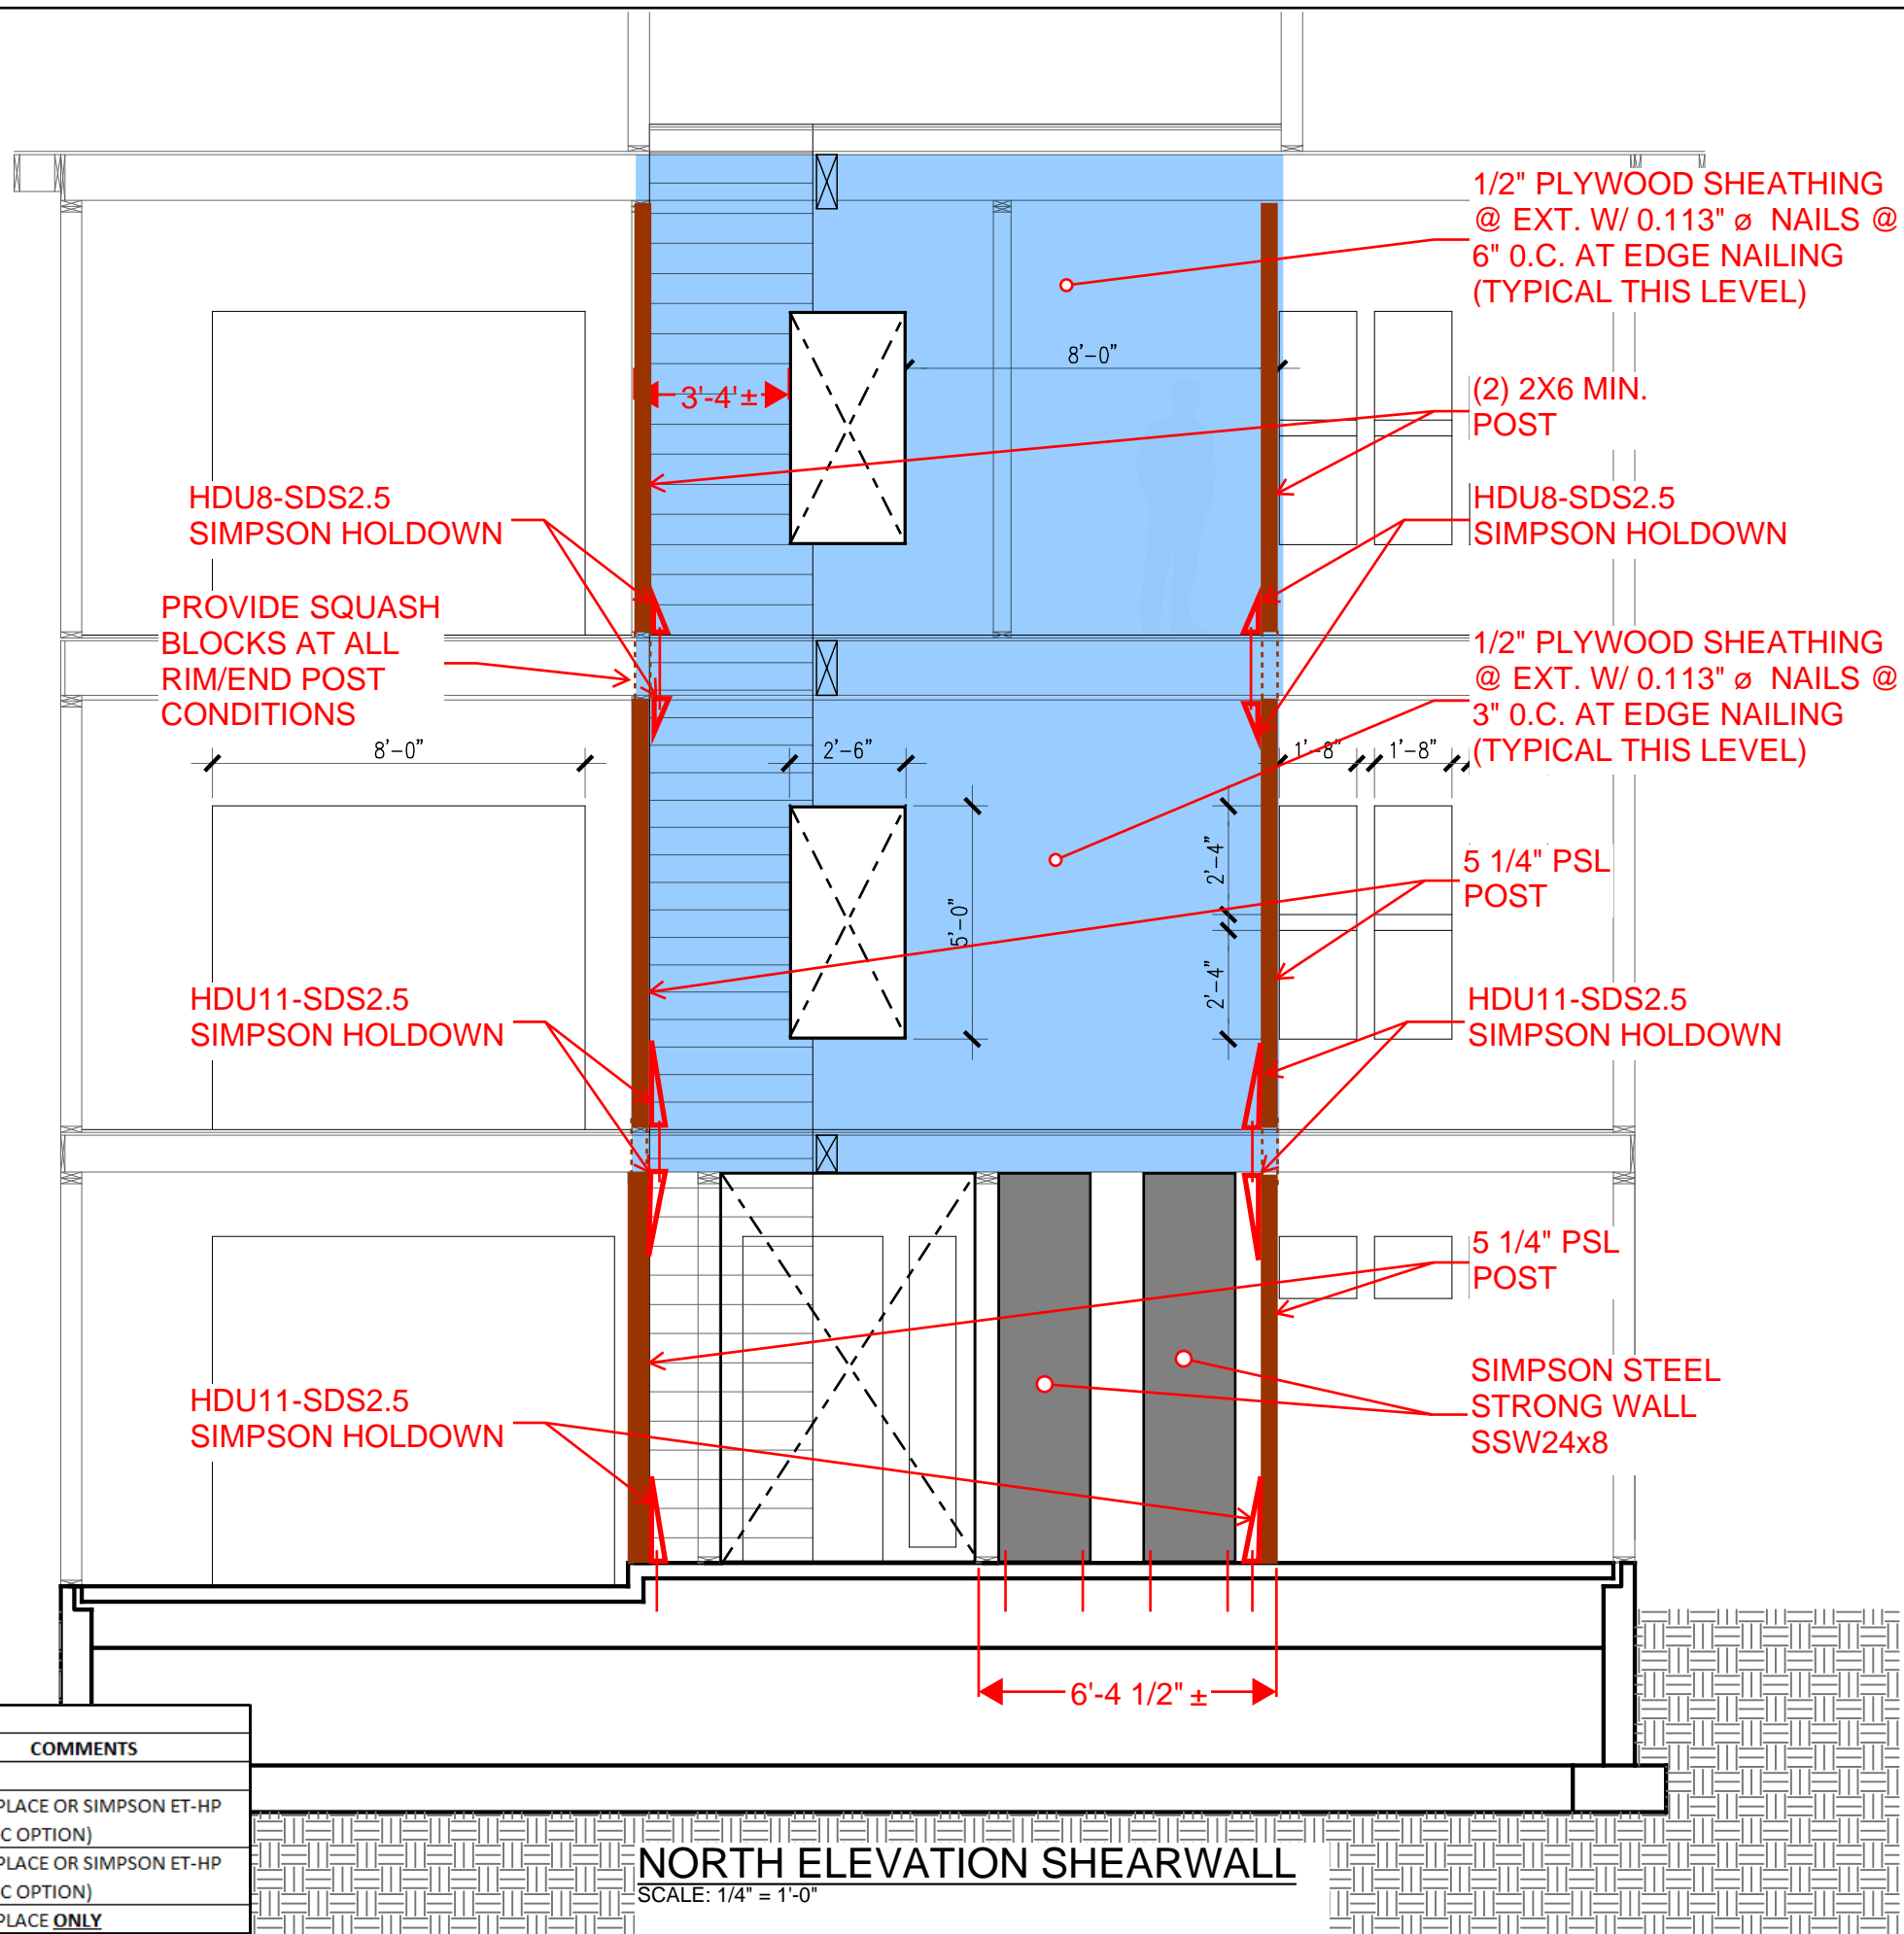 1/2" PLYWOOD SHEATHING
@ EXT. W/ 0.113" ø NAILS @
6" 0.C. AT EDGE NAILING
(TYPICAL THIS LEVEL)
8'-0"
3'-4'±
(2) 2X6 MIN.
POST
HDU8-SDS2.5
SIMPSON HOLDOWN
HDU8-SDS2.5
SIMPSON HOLDOWN
PROVIDE SQUASH
BLOCKS AT ALL
RIM/END POST
CONDITIONS
1/2" PLYWOOD SHEATHING
@ EXT. W/ 0.113" ø NAILS @
3" 0.C. AT EDGE NAILING
(TYPICAL THIS LEVEL)
8'-0"
2'-6"
1'-8"
1'-8"
2'-4"
5'-0"
2'-4"
5 1/4" PSL
POST
HDU11-SDS2.5
SIMPSON HOLDOWN
HDU11-SDS2.5
SIMPSON HOLDOWN
5 1/4" PSL
POST
HDU11-SDS2.5
SIMPSON HOLDOWN
SIMPSON STEEL
STRONG WALL
SSW24x8
6'-4 1/2" ±
COMMENTS
PLACE OR SIMPSON ET-HP
C OPTION)
PLACE OR SIMPSON ET-HP
C OPTION)
PLACE ONLY
NORTH ELEVATION SHEARWALL
SCALE: 1/4" = 1'-0"